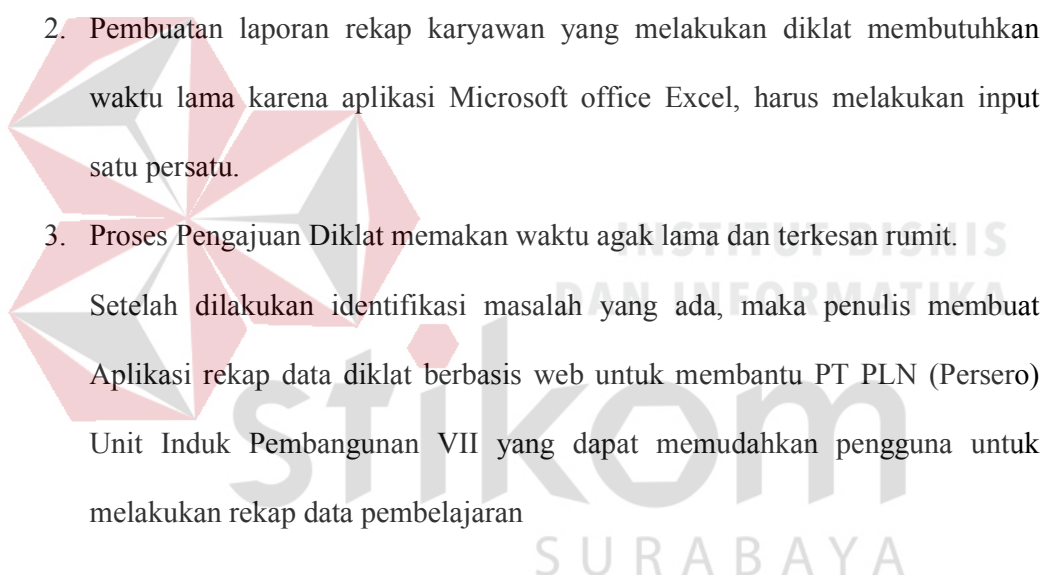 2. Pembuatan laporan rekap karyawan yang melakukan diklat membutuhkan
waktu lama karena aplikasi Microsoft office Excel, harus melakukan input
satu persatu.
3. Proses Pengajuan Diklat memakan waktu agak lama dan terkesan rumit.
INSTITUT BISNIS
DAN INFORMATIKA
Setelah dilakukan identifikasi masalah yang ada, maka penulis membuat
Aplikasi rekap data diklat berbasis web untuk membantu PT PLN (Persero)
Unit Induk Pembangunan VII yang dapat memudahkan pengguna untuk
melakukan rekap data pembelajaran
stikom
SURABAYA